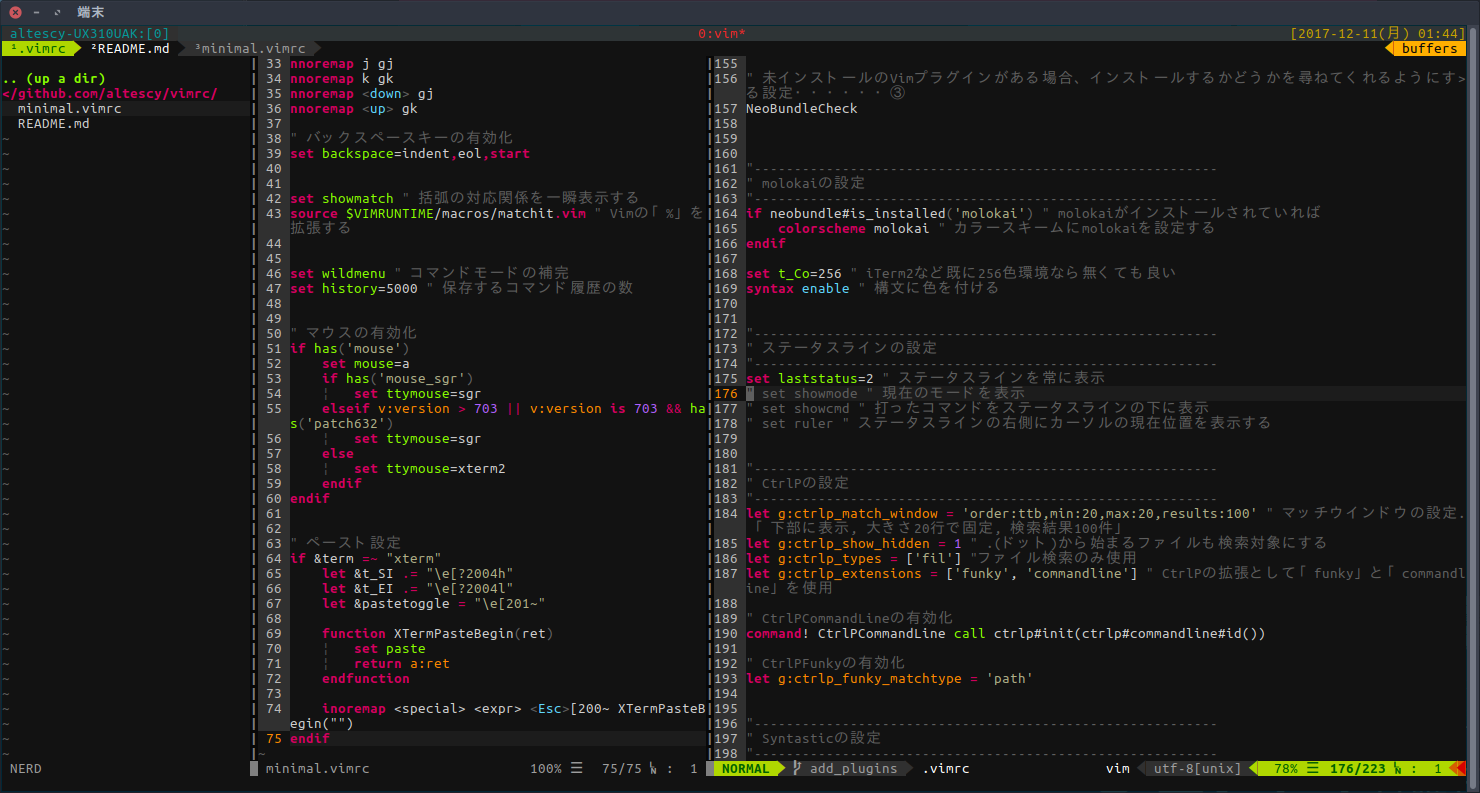 端末
altescy-UX310UAK:[0] 0:vim* [2017-12-11(月) 01:44]
¹.vimrc ²README.md ³minimal.vimrc buffers
.. (up a dir)
</github.com/altescy/vimrc/
minimal.vimrc
README.md
33 nnoremap j gj
34 nnoremap k gk
35 nnoremap <down> gj
36 nnoremap <up> gk
37
38 " バックスペースキーの有効化
39 set backspace=indent,eol,start
40
41
42 set showmatch " 括弧の対応関係を一瞬表示する
43 source $VIMRUNTIME/macros/matchit.vim " Vimの「%」を
拡張する
44
45
46 set wildmenu " コマンドモードの補完
47 set history=5000 " 保存するコマンド履歴の数
48
49
50 " マウスの有効化
51 if has('mouse')
52 set mouse=a
53 if has('mouse_sgr')
54 ¦ set ttymouse=sgr
55 elseif v:version > 703 || v:version is 703 && ha
s('patch632')
56 ¦ set ttymouse=sgr
57 else
58 ¦ set ttymouse=xterm2
59 endif
60 endif
61
62
63 " ペースト設定
64 if &term =~ "xterm"
65 let &t_SI .= "\e[?2004h"
66 let &t_EI .= "\e[?2004l"
67 let &pastetoggle = "\e[201~"
68
69 function XTermPasteBegin(ret)
70 ¦ set paste
71 ¦ return a:ret
72 endfunction
73
74 inoremap <special> <expr> <Esc>[200~ XTermPasteB
egin("")
75 endif
155
156 " 未インストールのVimプラグインがある場合、インストールするかどうかを尋ねてくれるようにす>
る設定・・・・・・③
157 NeoBundleCheck
158
159
160
161 "----------------------------------------------------------
162 " molokaiの設定
163 "----------------------------------------------------------
164 if neobundle#is_installed('molokai') " molokaiがインストールされていれば
165 colorscheme molokai " カラースキームにmolokaiを設定する
166 endif
167
168 set t_Co=256 " iTerm2など既に256色環境なら無くても良い
169 syntax enable " 構文に色を付ける
170
171
172 "----------------------------------------------------------
173 " ステータスラインの設定
174 "----------------------------------------------------------
175 set laststatus=2 " ステータスラインを常に表示
176 " set showmode " 現在のモードを表示
177 " set showcmd " 打ったコマンドをステータスラインの下に表示
178 " set ruler " ステータスラインの右側にカーソルの現在位置を表示する
179
180
181 "----------------------------------------------------------
182 " CtrlPの設定
183 "----------------------------------------------------------
184 let g:ctrlp_match_window = 'order:ttb,min:20,max:20,results:100' " マッチウインドウの設定.
「下部に表示, 大きさ20行で固定, 検索結果100件」
185 let g:ctrlp_show_hidden = 1 " .(ドット)から始まるファイルも検索対象にする
186 let g:ctrlp_types = ['fil'] "ファイル検索のみ使用
187 let g:ctrlp_extensions = ['funky', 'commandline'] " CtrlPの拡張として「funky」と「commandl
ine」を使用
188
189 " CtrlPCommandLineの有効化
190 command! CtrlPCommandLine call ctrlp#init(ctrlp#commandline#id())
191
192 " CtrlPFunkyの有効化
193 let g:ctrlp_funky_matchtype = 'path'
194
195
196 "----------------------------------------------------------
197 " Syntasticの設定
198 "----------------------------------------------------------
NERD minimal.vimrc 100% ☰ 75/75 ㏑ : 1 NORMAL add_plugins .vimrc vim utf-8[unix] 78% ☰ 176/223 ㏑ : 1